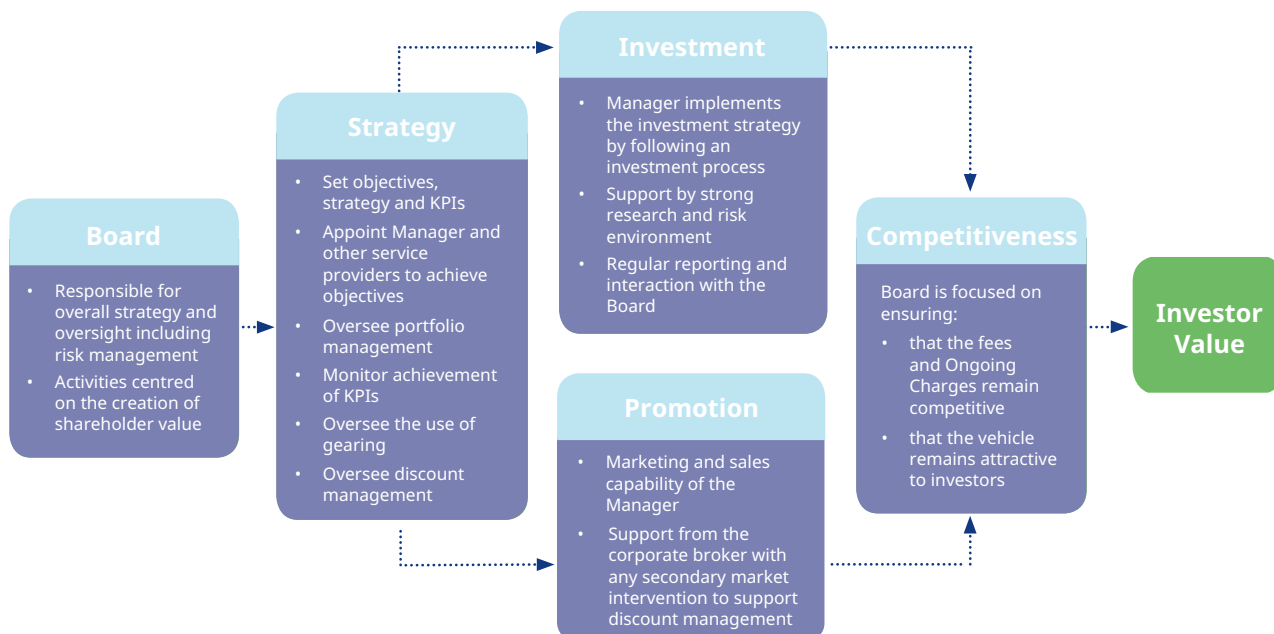 Board
• Responsible for
overall strategy and
oversight including
risk management
• Activities centred
on the creation of
shareholder value
Strategy
• Set objectives,
strategy and KPIs
• Appoint Manager and
other service
providers to achieve
objectives
• Oversee portfolio
management
• Monitor achievement
of KPIs
• Oversee the use of
gearing
• Oversee discount
management
Investment
• Manager implements
the investment strategy
by following an
investment process
• Support by strong
research and risk
environment
• Regular reporting and
interaction with the
Board
Promotion
• Marketing and sales
capability of the
Manager
• Support from the
corporate broker with
any secondary market
intervention to support
discount management
Competitiveness
Board is focused on
ensuring:
• that the fees
and Ongoing
Charges remain
competitive
• that the vehicle
remains attractive
to investors
Investor
Value